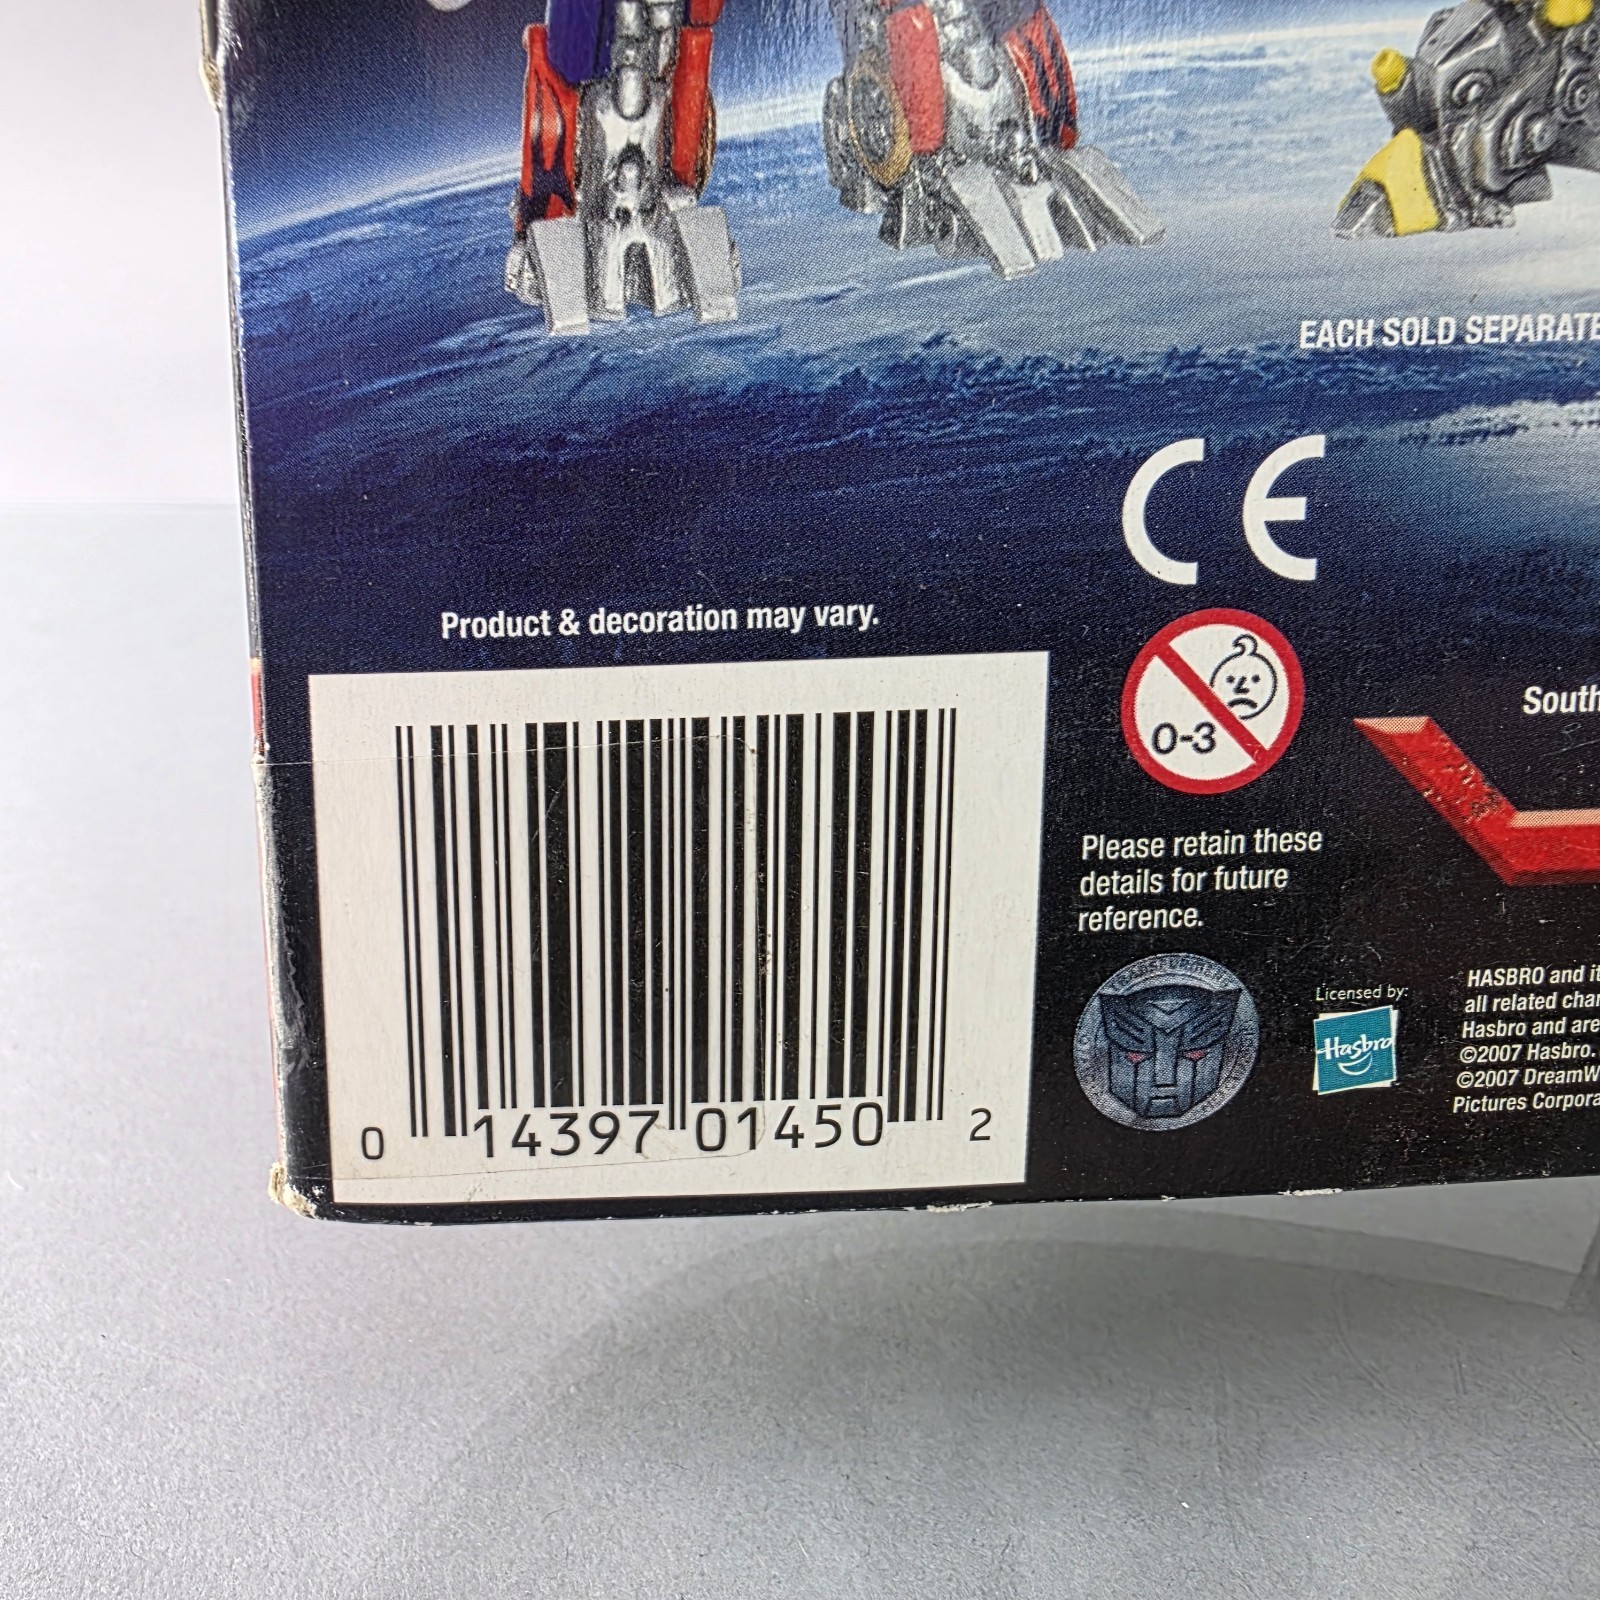 EACH SOLD SEPARATE
CE
Product & decoration may vary.
0-3
South
Please retain these
details for future
reference.
Licensed by:
Hasbro
HASBRO and it
all related char
Hasbro and are
©2007 Hasbro.
©2007 DreamW
Pictures Corpora
0 14397 01450 2